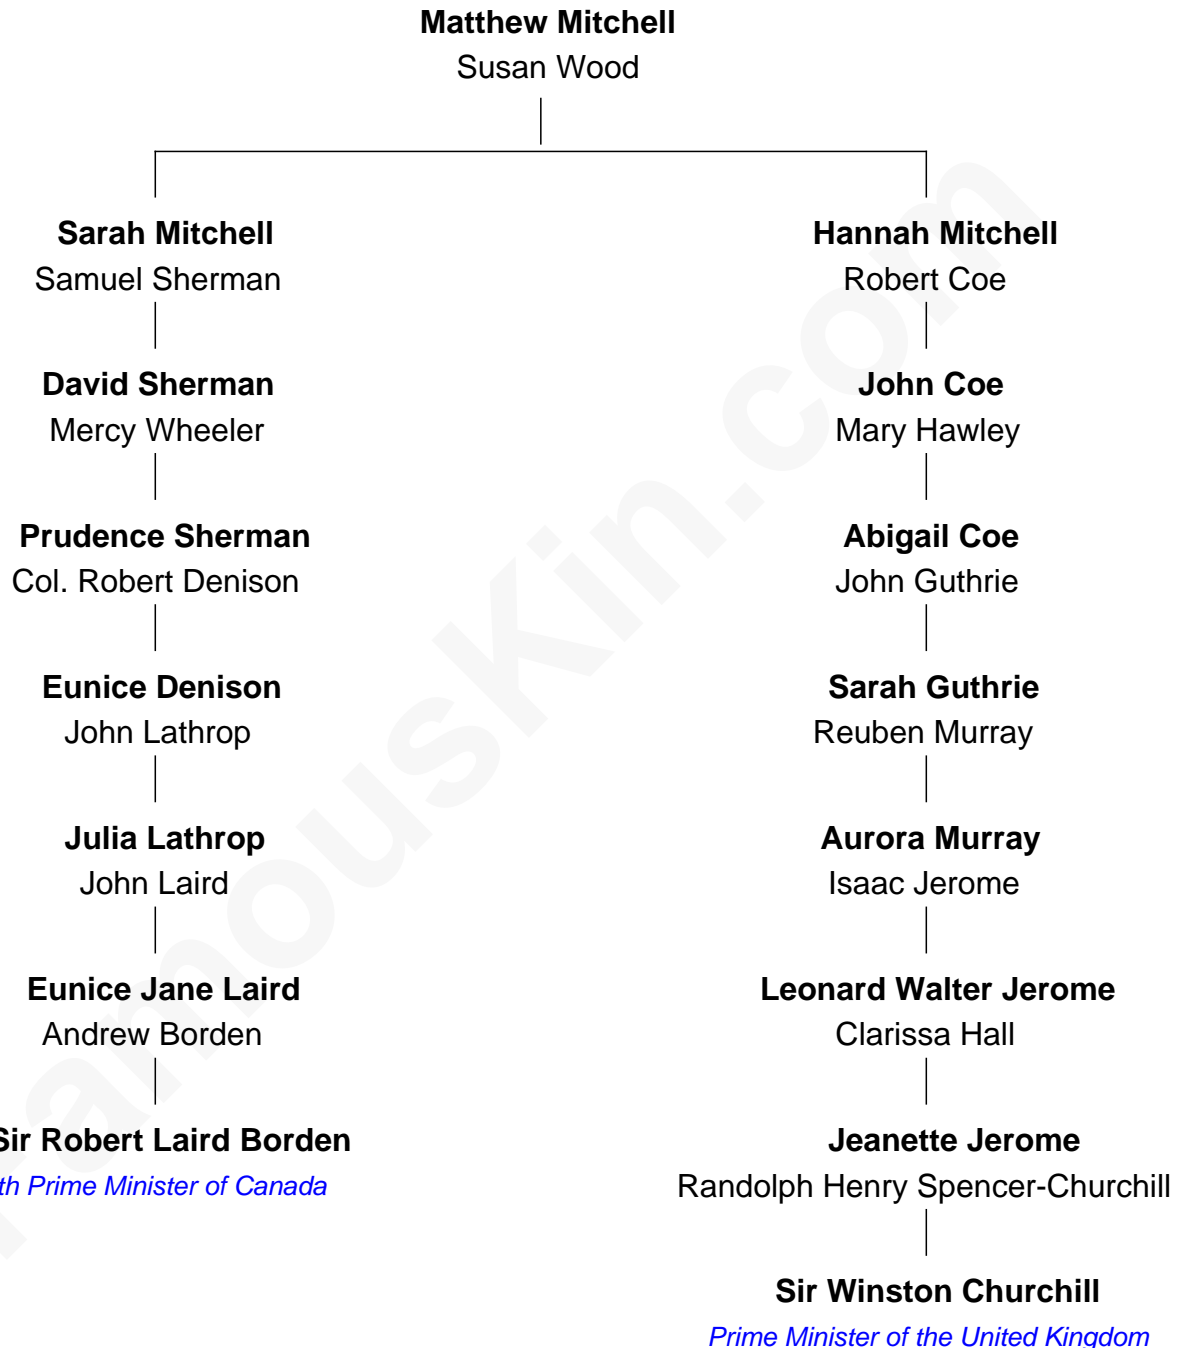 Matthew Mitchell
Susan Wood
Sarah Mitchell
Samuel Sherman
David Sherman
Mercy Wheeler
Prudence Sherman
Col. Robert Denison
Eunice Denison
John Lathrop
Julia Lathrop
John Laird
Eunice Jane Laird
Andrew Borden
Sir Robert Laird Borden
th Prime Minister of Canada
Hannah Mitchell
Robert Coe
John Coe
Mary Hawley
Abigail Coe
John Guthrie
Sarah Guthrie
Reuben Murray
Aurora Murray
Isaac Jerome
Leonard Walter Jerome
Clarissa Hall
Jeanette Jerome
Randolph Henry Spencer-Churchill
Sir Winston Churchill
Prime Minister of the United Kingdom
FamousKin.com